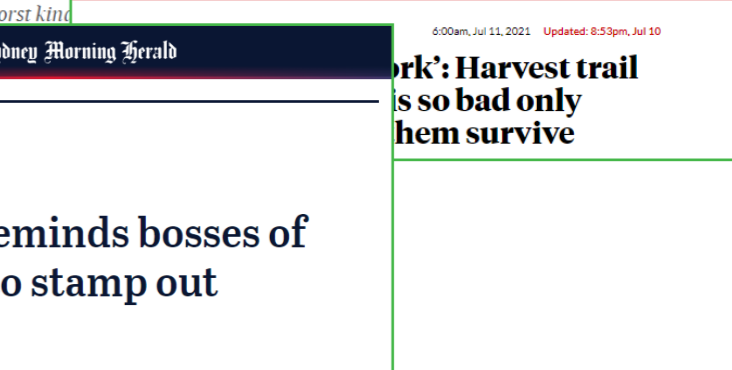 orst kind
dney Morning Herald
6:00am, Jul 11, 2021 Updated: 8:53pm, Jul 10
ork’: Harvest trail
is so bad only
hem survive
eminds bosses of
o stamp out